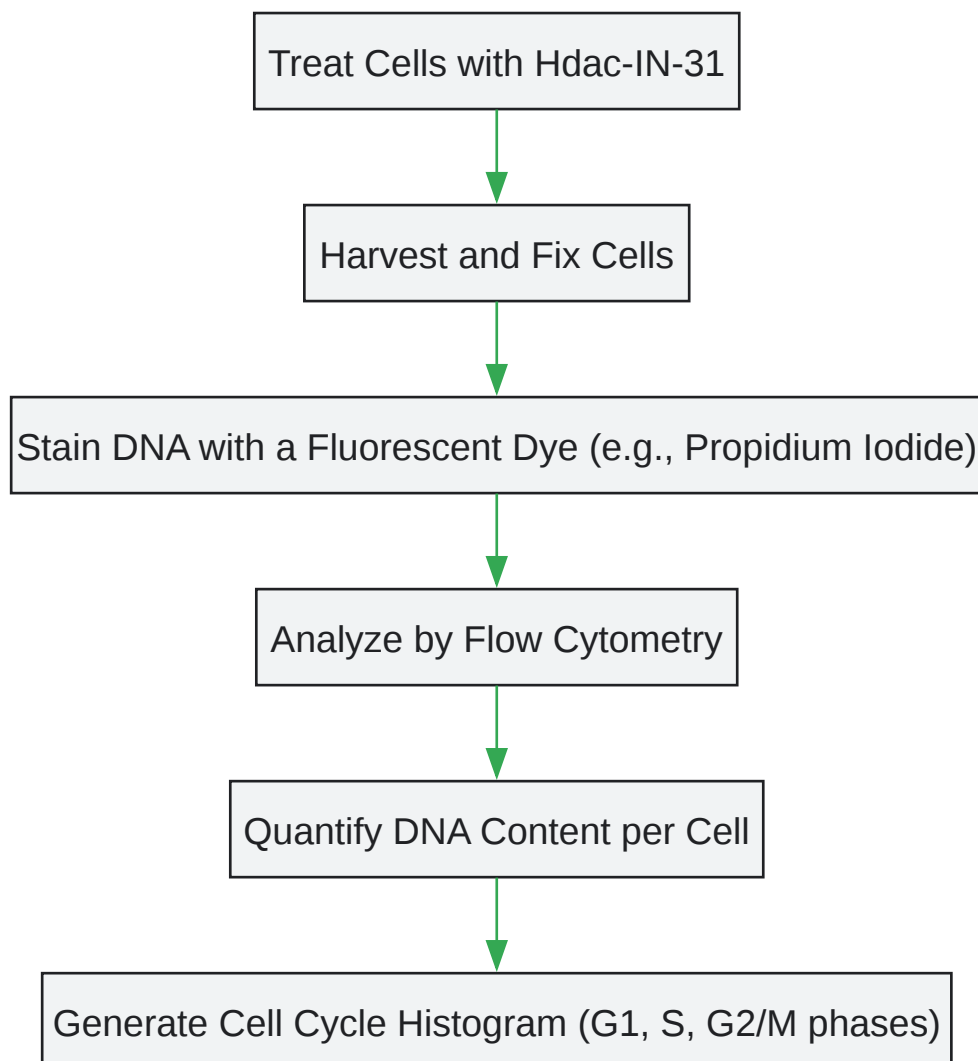 Treat Cells with Hdac-IN-31
Harvest and Fix Cells
Stain DNA with a Fluorescent Dye (e.g., Propidium Iodide)
Analyze by Flow Cytometry
Quantify DNA Content per Cell
Generate Cell Cycle Histogram (G1, S, G2/M phases)